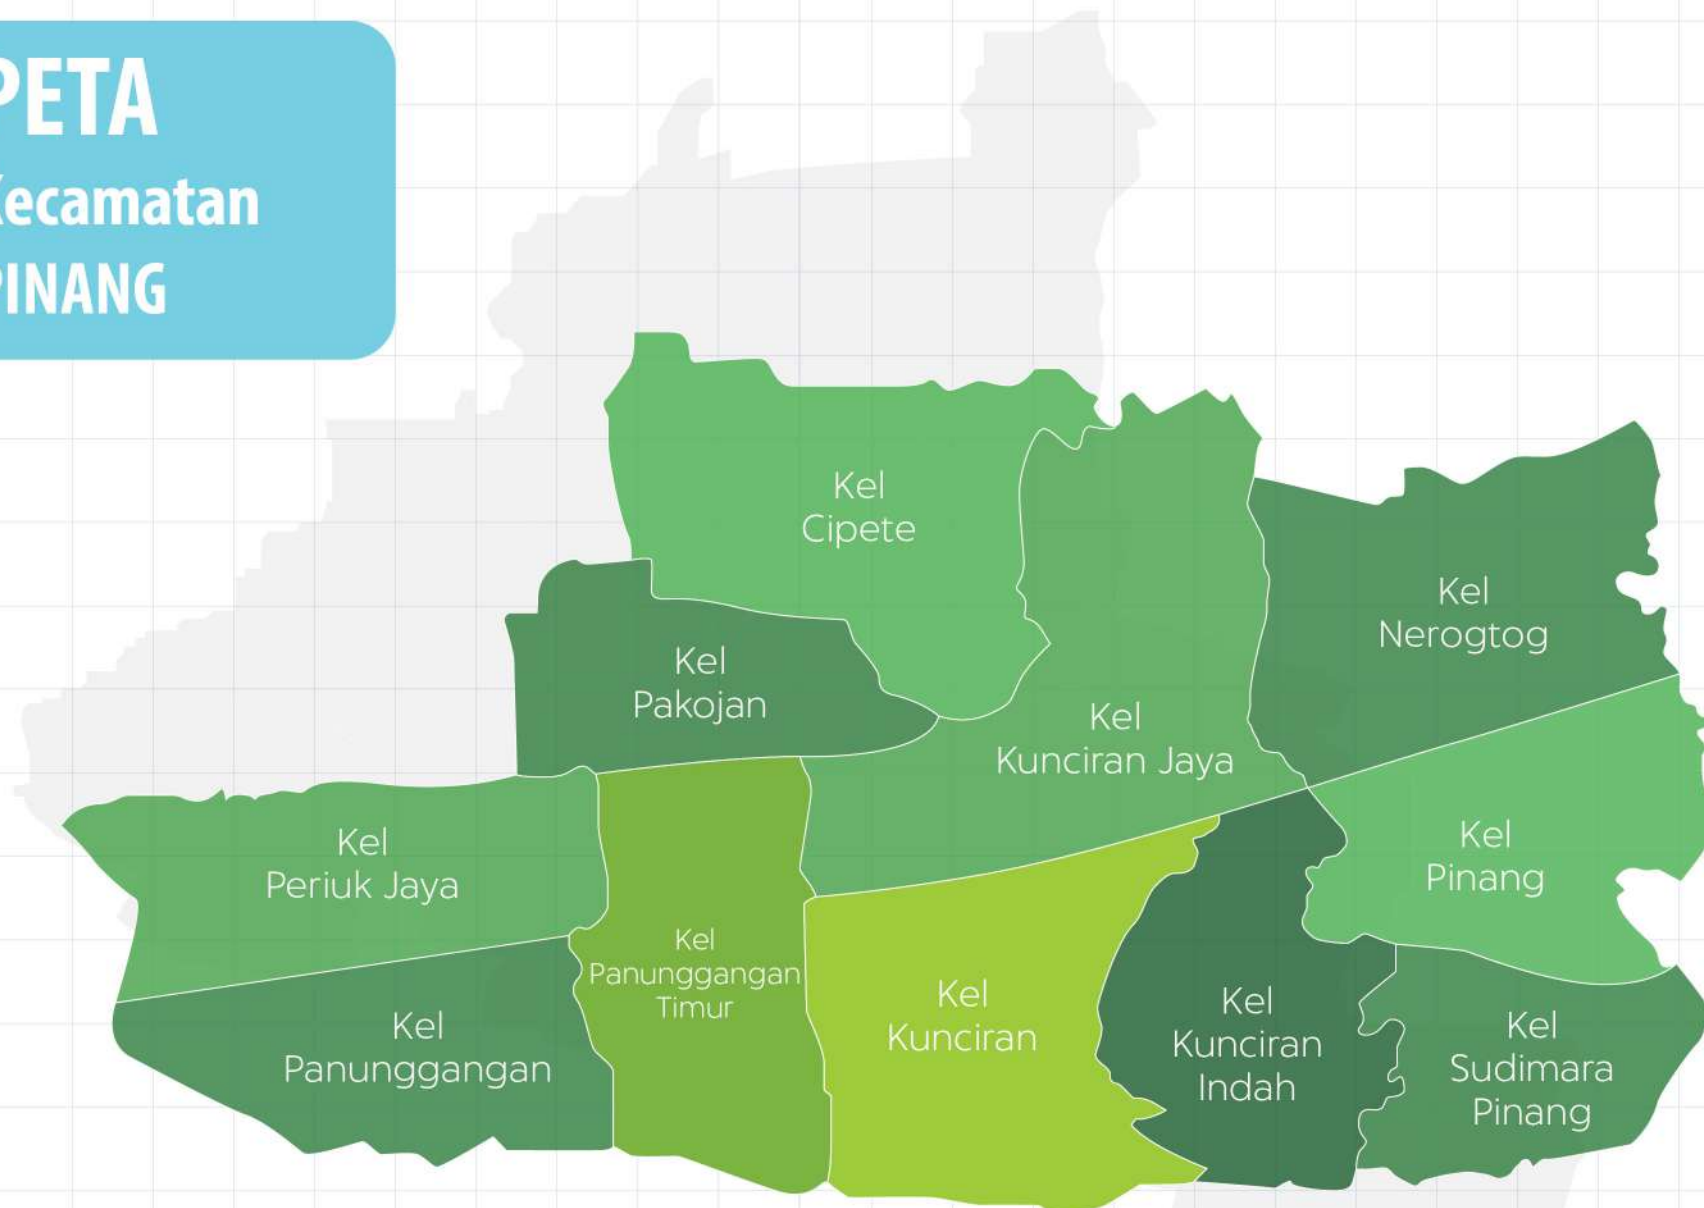 PETA
Kecamatan
PINANG
Kel
Cipete
Kel
Nerogtog
Kel
Pakojan
Kel
Kunciran Jaya
Kel
Periuk Jaya
Kel
Pinang
Kel
Panunggangan
Timur
Kel
Kunciran
Kel
Kunciran
Indah
Kel
Panunggangan
Kel
Sudimara
Pinang